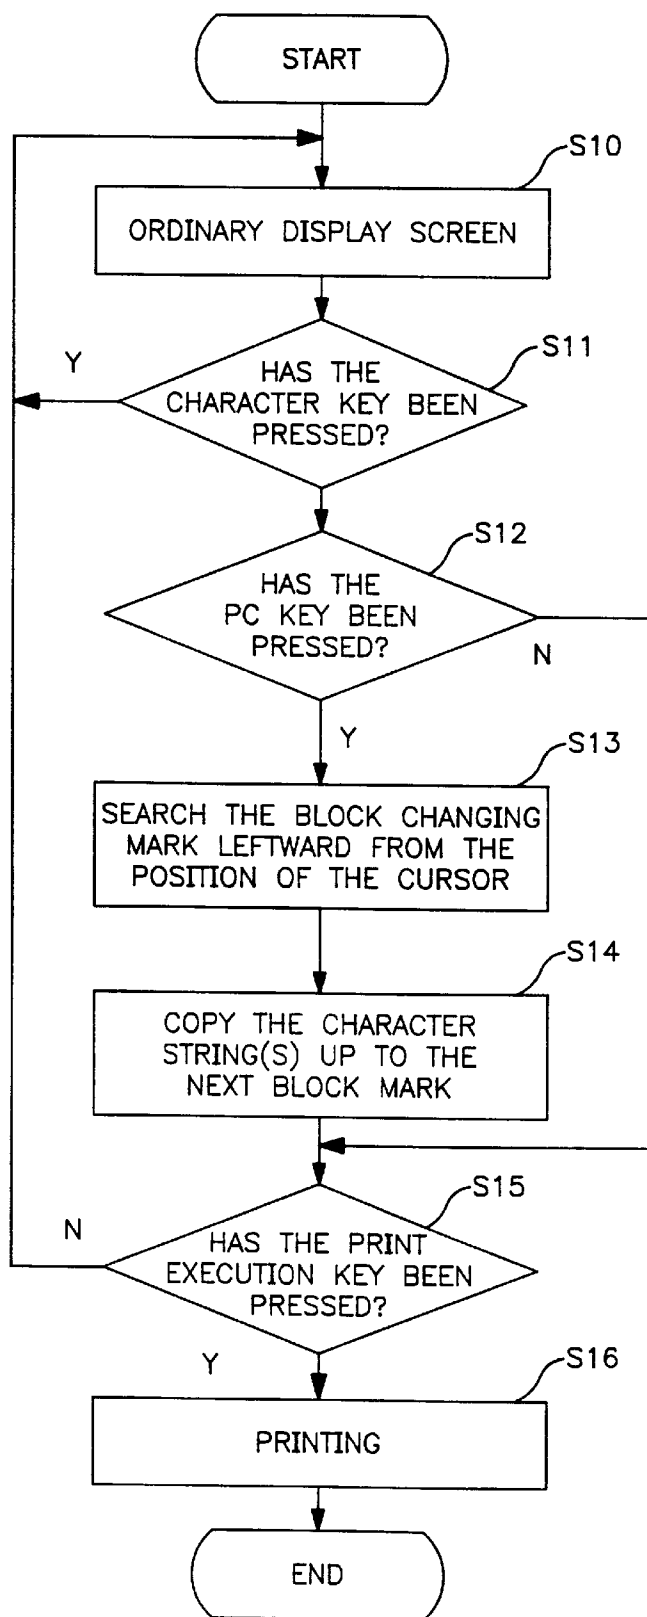 START
S10
ORDINARY DISPLAY SCREEN
S11
Y
HAS THE
CHARACTER KEY BEEN
PRESSED?
S12
HAS THE
PC KEY BEEN
PRESSED?
N
Y
S13
SEARCH THE BLOCK CHANGING
MARK LEFTWARD FROM THE
POSITION OF THE CURSOR
S14
COPY THE CHARACTER
STRING(S) UP TO THE
NEXT BLOCK MARK
S15
N
HAS THE PRINT
EXECUTION KEY BEEN
PRESSED?
Y
S16
PRINTING
END